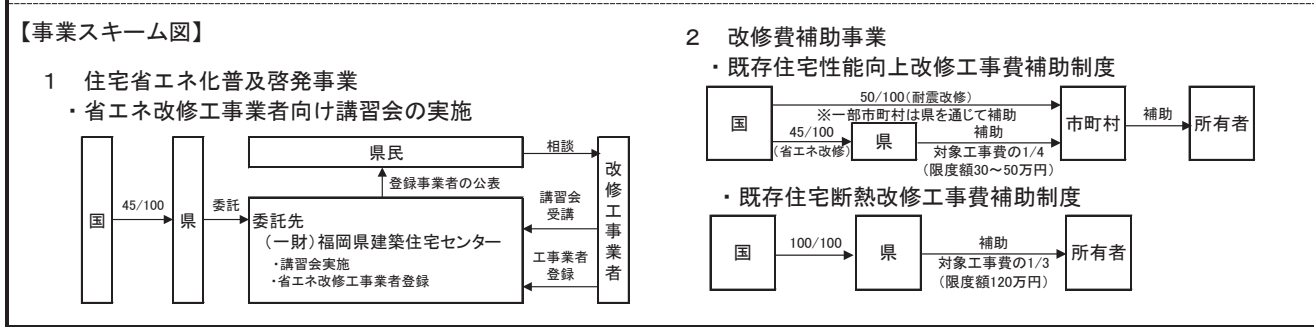 【事業スキーム図】
1　住宅省エネ化普及啓発事業
・省エネ改修工事業者向け講習会の実施
国
45/100
県
委託
県民
相談
登録事業者の公表
委託先
(一財)福岡県建築住宅センター
・講習会実施
・省エネ改修工事業者登録
講習会
受講
工事業者
登録
改修工事業者
2　改修費補助事業
・既存住宅性能向上改修工事費補助制度
国
50/100(耐震改修)
※一部市町村は県を通じて補助
45/100
(省エネ改修)
県
補助
対象工事費の1/4
(限度額30～50万円)
市町村
補助
所有者
・既存住宅断熱改修工事費補助制度
国
100/100
県
補助
対象工事費の1/3
(限度額120万円)
所有者